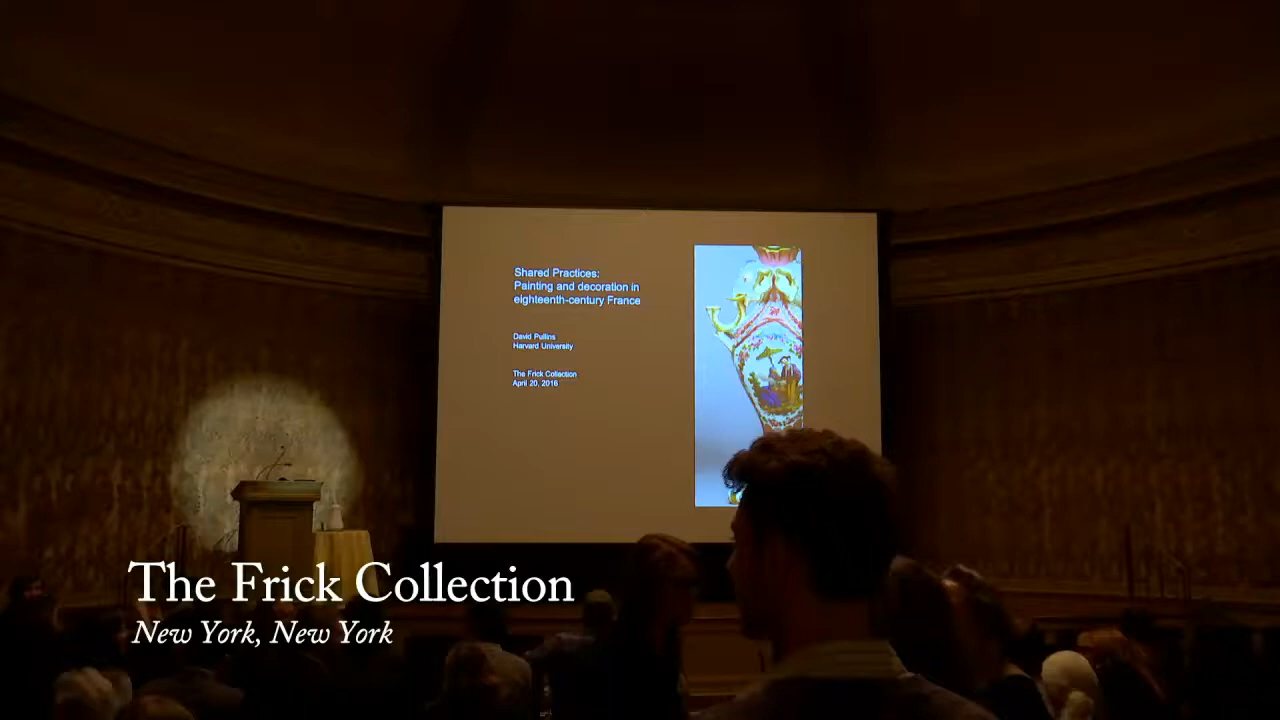 Shared Practices:
Painting and decoration in
eighteenth-century France
David Pullins
Harvard University
The Frick Collection
April 20, 2016
The Frick Collection
New York, New York